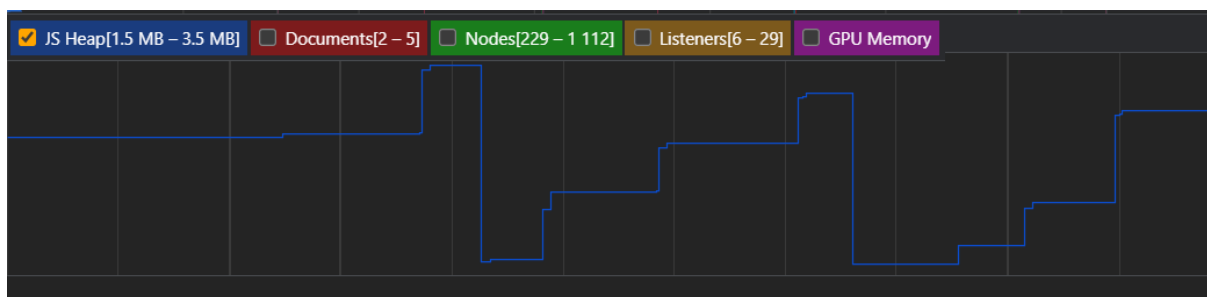 JS Heap[1.5 MB – 3.5 MB] Documents[2 – 5] Nodes[229 – 1 112] Listeners[6 – 29] GPU Memory